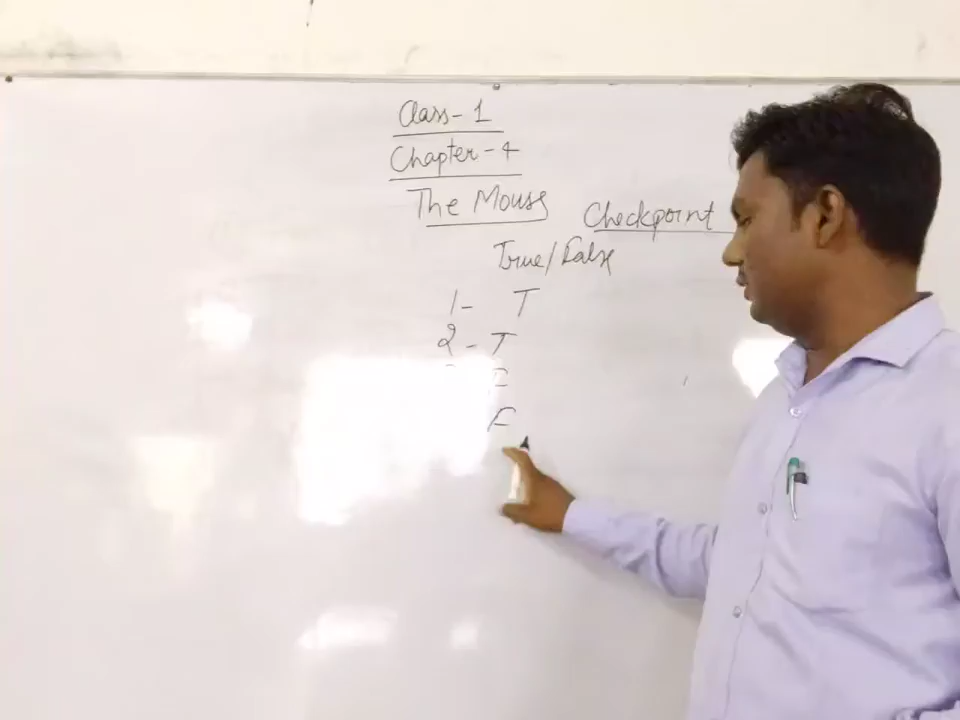 Class- 1
Chapter - 4
The Mouse
Checkpoint
True/False
1- T
2 - T
F
F